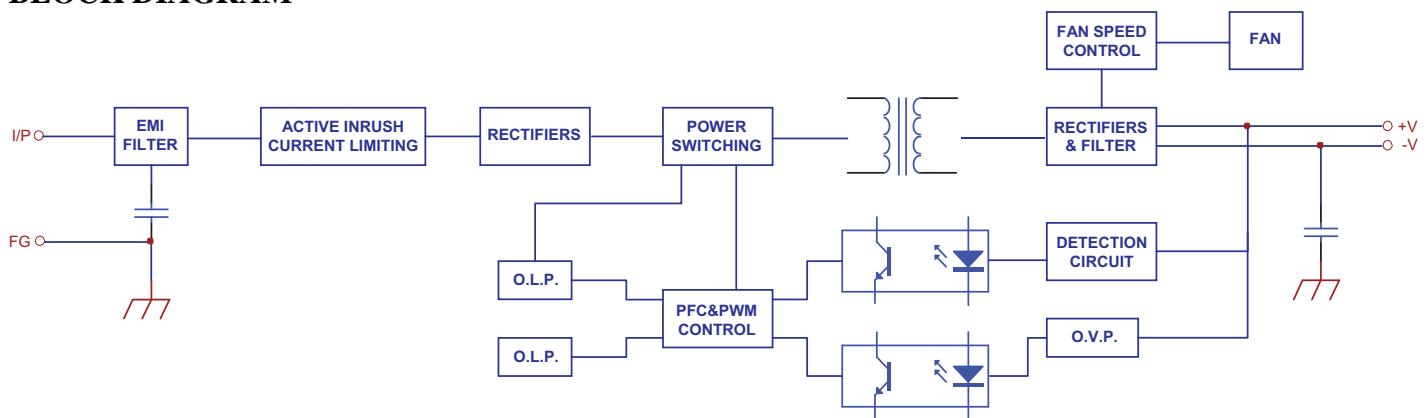 BLOCK DIAGRAM
FAN SPEED
CONTROL
FAN
I/P
EMI
FILTER
ACTIVE INRUSH
CURRENT LIMITING
RECTIFIERS
POWER
SWITCHING
RECTIFIERS
& FILTER
+V
-V
FG
O.L.P.
PFC&PWM
CONTROL
DETECTION
CIRCUIT
O.L.P.
O.V.P.